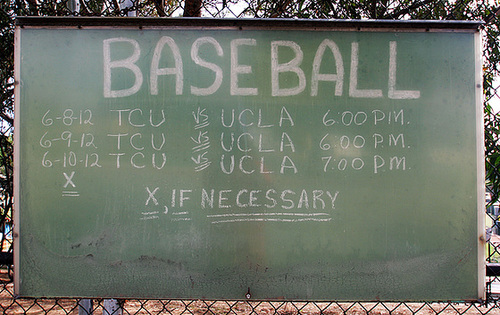 BASEBALL
6-8-12 TCU VS UCLA 6:00 PM.
6-9-12 TCU VS UCLA 6:00 PM.
6-10-12 TCU VS UCLA 7:00 PM.
X
X, IF NECESSARY